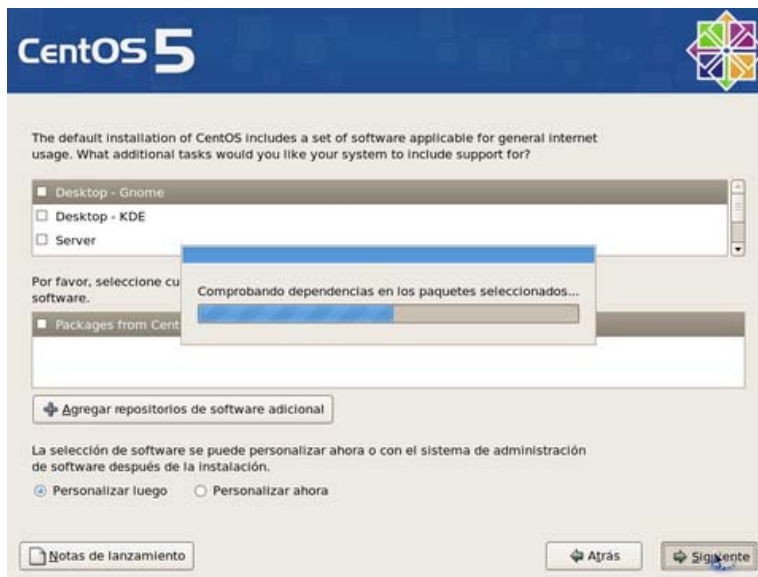 CentOS 5
The default installation of CentOS includes a set of software applicable for general internet
usage. What additional tasks would you like your system to include support for?
Desktop - Gnome
Desktop - KDE
Server
Por favor, seleccione cu
software.
Comprobando dependencias en los paquetes seleccionados...
Packages from Cent
Agregar repositorios de software adicional
La selección de software se puede personalizar ahora o con el sistema de administración
de software después de la instalación.
Personalizar luego Personalizar ahora
Notas de lanzamiento Atrás Siguiente